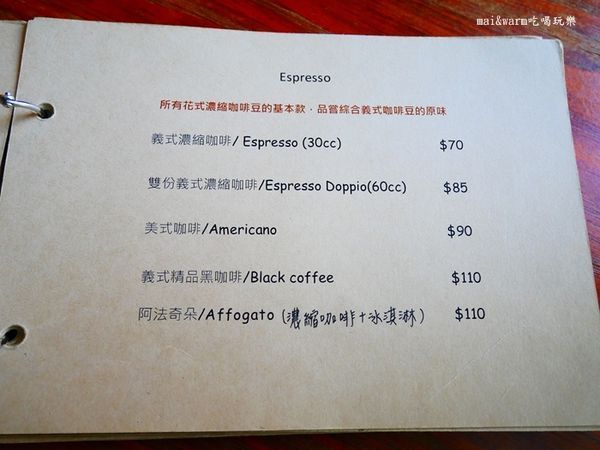 mai&warm吃喝玩樂
Espresso
所有花式濃縮咖啡豆的基本款，品嘗綜合義式咖啡豆的原味
義式濃縮咖啡/ Espresso (30cc) $70
雙份義式濃縮咖啡/Espresso Doppio(60cc) $85
美式咖啡/Americano $90
義式精品黑咖啡/Black coffee $110
阿法奇朵/Affogato (濃縮咖啡+冰淇淋) $110